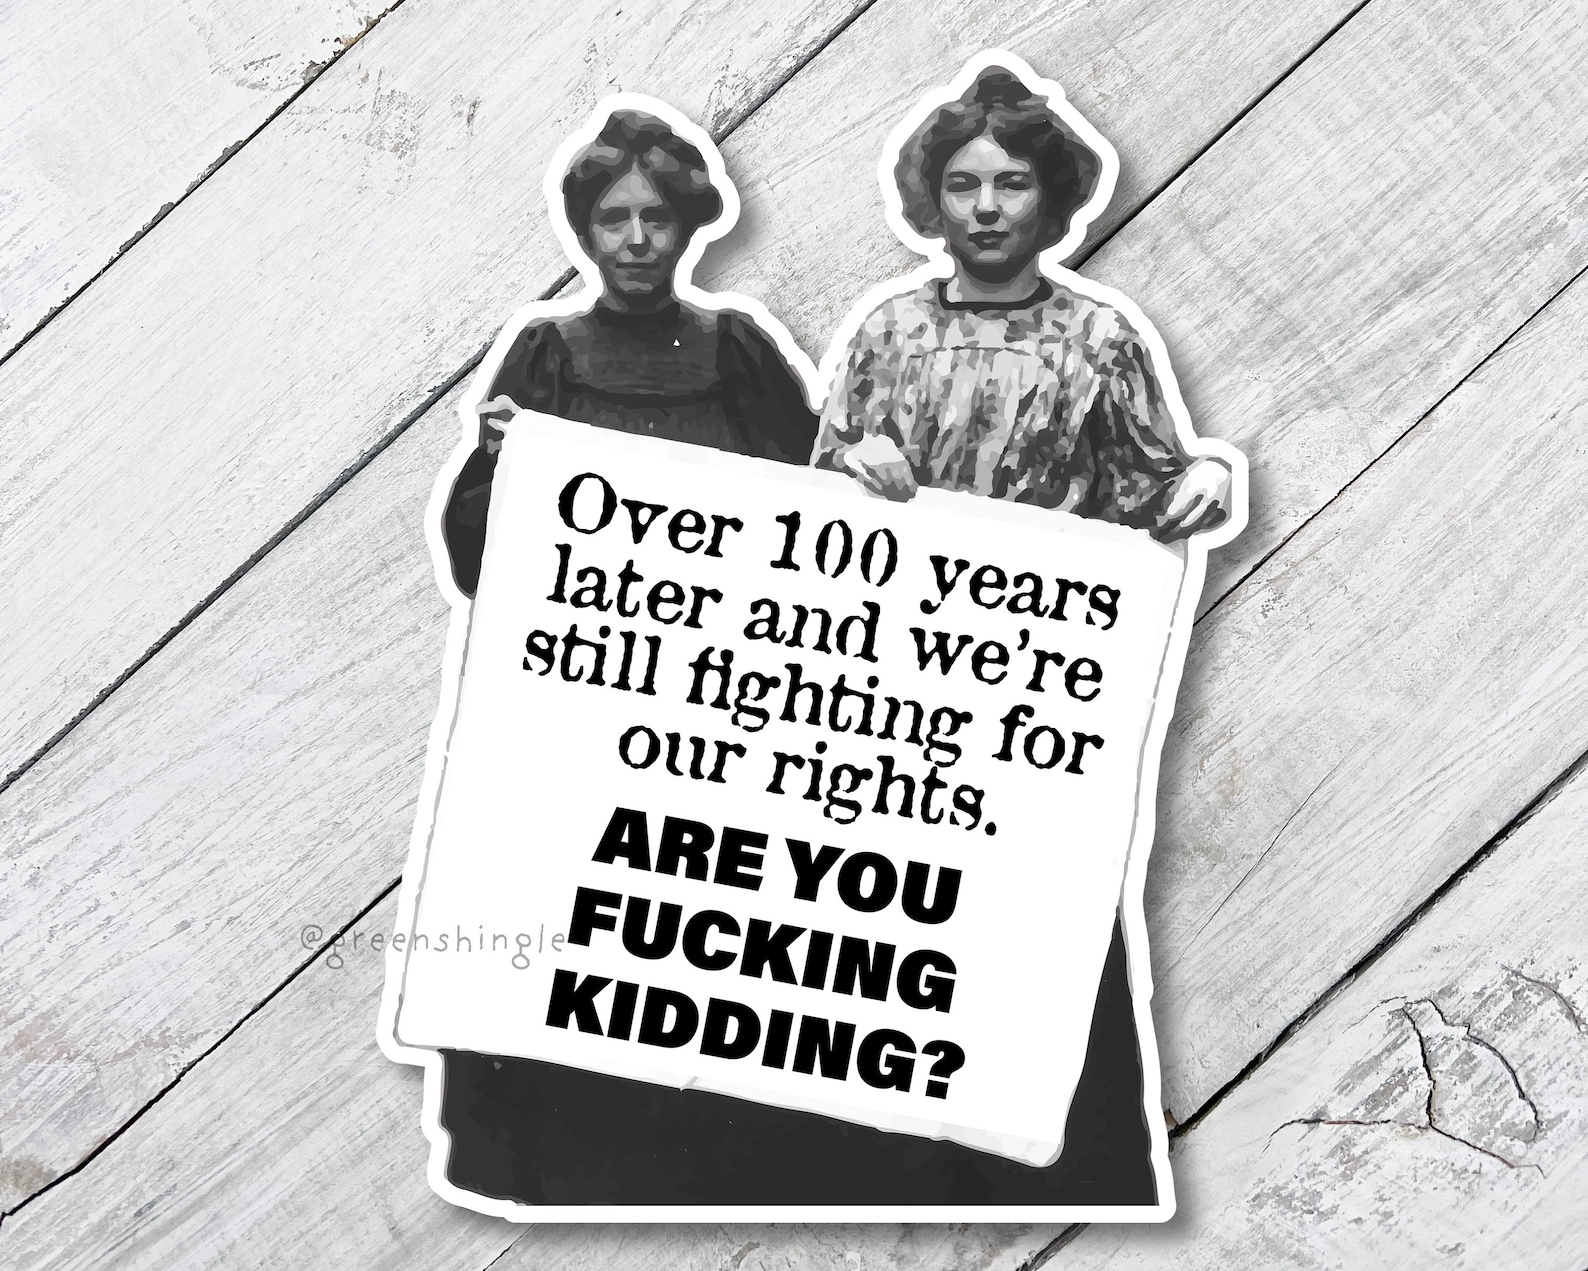 Over 100 years
later and we're
still fighting for
our rights.
ARE YOU
FUCKING
KIDDING?
@greenshingle